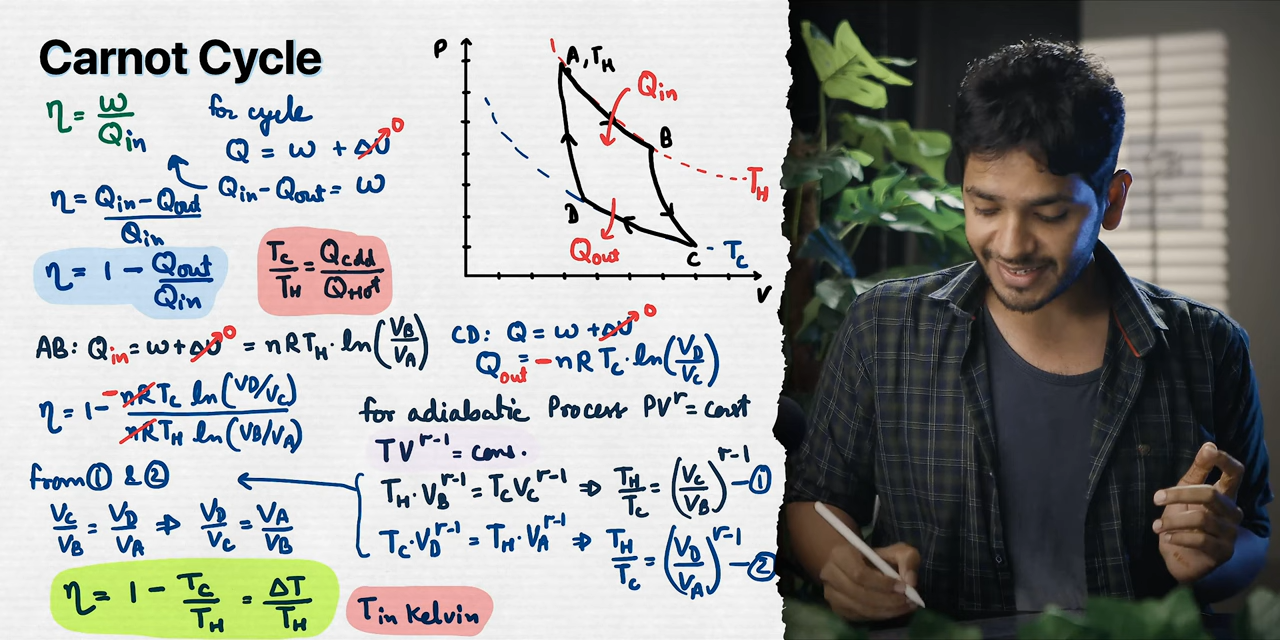 Carnot Cycle
η = W/Qin
for cycle
Q = W + ΔU→0
Qin - Qout = W
η = (Qin - Qout)/Qin
η = 1 - Qout/Qin
TC/TH = QCdd/QHot
P
A, TH
Qin
B
TH
D
Qout
C
TC
V
AB: Qin = W + ΔU→0 = nRTH · ln(VB/VA)
CD: Q = W + ΔU→0
Qout = -nRTC · ln(VD/VC)
η = 1 - -nRTC ln(VD/VC)/nRTH ln(VB/VA)
for adiabatic Process PV^r = const
TV^r-1 = cons.
from ① & ②
TH·VB^r-1 = TCVC^r-1 ⇒ TH/TC = (VC/VB)^r-1 —①
VC/VB = VD/VA ⇒ VD/VC = VA/VB
TC·VD^r-1 = TH·VA^r-1 ⇒ TH/TC = (VD/VA)^r-1 —②
η = 1 - TC/TH = ΔT/TH
T in Kelvin